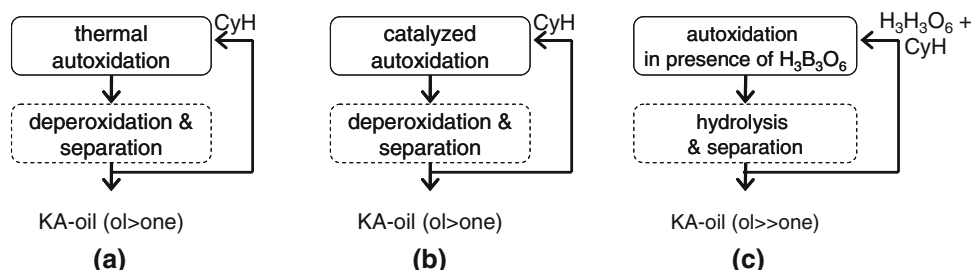 CyH
thermal
autoxidation
deperoxidation &
separation
KA-oil (ol>one)
(a)
CyH
catalyzed
autoxidation
deperoxidation &
separation
KA-oil (ol>one)
(b)
H₃H₃O₆ +
CyH
autoxidation
in presence of H₃B₃O₆
hydrolysis
& separation
KA-oil (ol>>one)
(c)